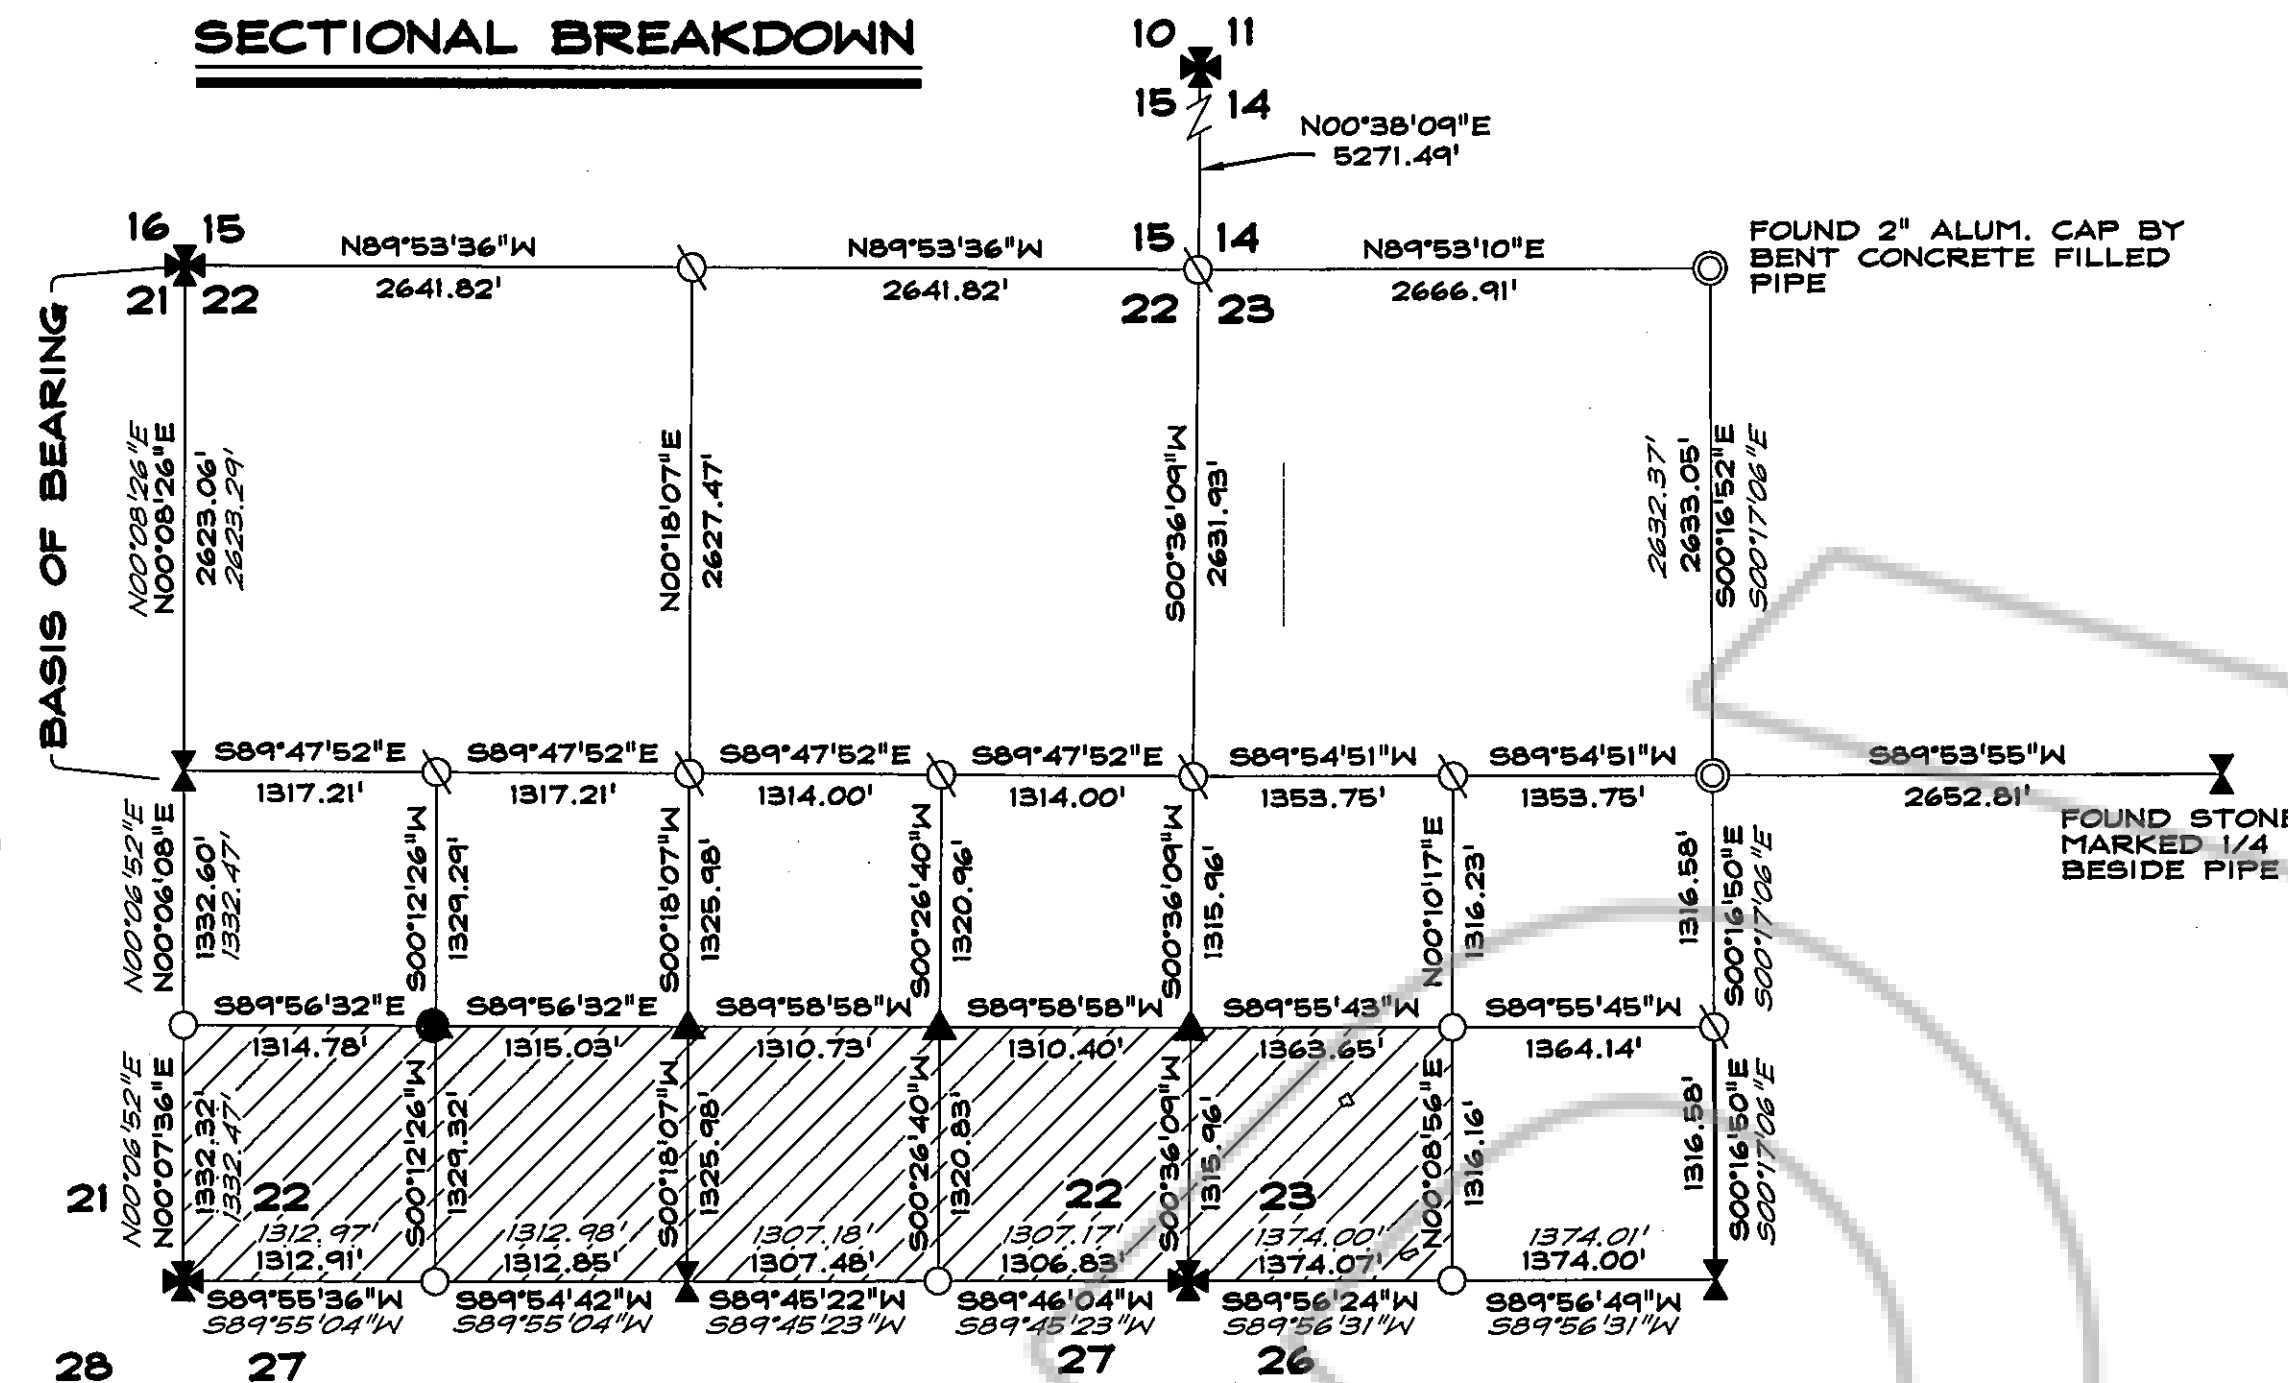 SECTIONAL BREAKDOWN
10 11
15 14
N00°38'09"E
5271.49'
16 15
21 22
N89°53'36"W
2641.82'
N89°53'36"W
2641.82'
15 14
22 23
N89°53'10"E
2666.91'
FOUND 2" ALUM. CAP BY
BENT CONCRETE FILLED
PIPE
BASIS OF BEARING
N00°08'26"E
N00°08'26"E
2623.06'
2623.29'
N00°18'07"E
2627.47'
S00°36'09"W
2631.93'
2632.37'
2633.05'
S00°16'52"E
S00°17'06"E
S89°47'52"E
1317.21'
S89°47'52"E
1317.21'
S89°47'52"E
1314.00'
S89°47'52"E
1314.00'
S89°54'51"W
1353.75'
S89°54'51"W
1353.75'
S89°53'55"W
2652.81'
FOUND STONE
MARKED 1/4
BESIDE PIPE
N00°06'52"E
N00°06'08"E
1332.60'
1332.47'
S00°12'26"W
1329.29'
S00°18'07"W
1325.98'
S00°26'40"W
1320.96'
S00°36'09"W
1315.96'
N00°10'17"E
1316.23'
1316.58'
S00°16'50"E
S00°17'06"E
S89°56'32"E
1314.78'
S89°56'32"E
1315.03'
S89°58'58"W
1310.73'
S89°58'58"W
1310.40'
S89°55'43"W
1363.65'
S89°55'45"W
1364.14'
N00°06'52"E
N00°07'36"E
1332.32'
1332.47'
S00°12'26"W
1329.32'
S00°18'07"W
1325.98'
S00°26'40"W
1320.83'
S00°36'09"W
1315.96'
N00°08'56"E
1316.16'
1316.58'
S00°16'50"E
S00°17'06"E
21 22
22 23
1312.97'
1312.91'
1312.98'
1312.85'
1307.18'
1307.48'
1307.17'
1306.83'
1374.00'
1374.07'
1374.01'
1374.00'
S89°55'36"W
S89°55'04"W
S89°54'42"W
S89°55'04"W
S89°45'22"W
S89°45'23"W
S89°46'04"W
S89°45'23"W
S89°56'24"W
S89°56'31"W
S89°56'49"W
S89°56'31"W
28 27
27 26